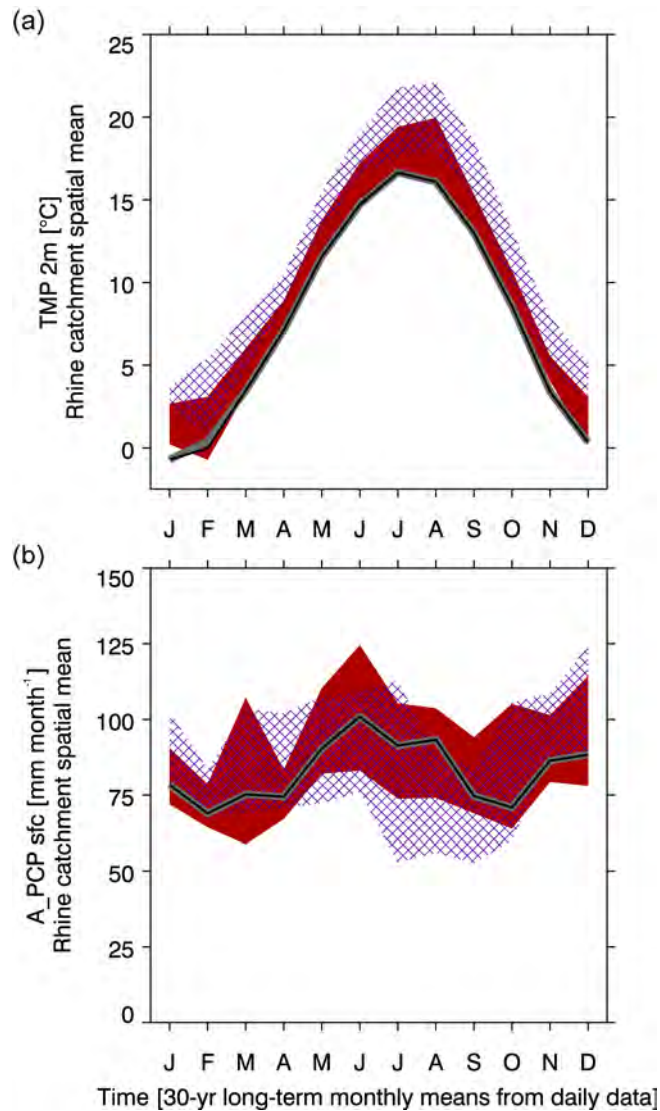 (a)
25
20
15
10
5
0
TMP 2m [°C]
Rhine catchment spatial mean
J F M A M J J A S O N D
(b)
150
125
100
75
50
25
0
A_PCP sfc [mm month⁻¹]
Rhine catchment spatial mean
J F M A M J J A S O N D
Time [30-yr long-term monthly means from daily data]